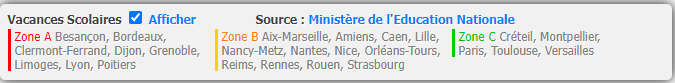 Vacances Scolaires Afficher Source : Ministère de l'Education Nationale
Zone A Besançon, Bordeaux,
Clermont-Ferrand, Dijon, Grenoble,
Limoges, Lyon, Poitiers
Zone B Aix-Marseille, Amiens, Caen, Lille,
Nancy-Metz, Nantes, Nice, Orléans-Tours,
Reims, Rennes, Rouen, Strasbourg
Zone C Créteil, Montpellier,
Paris, Toulouse, Versailles